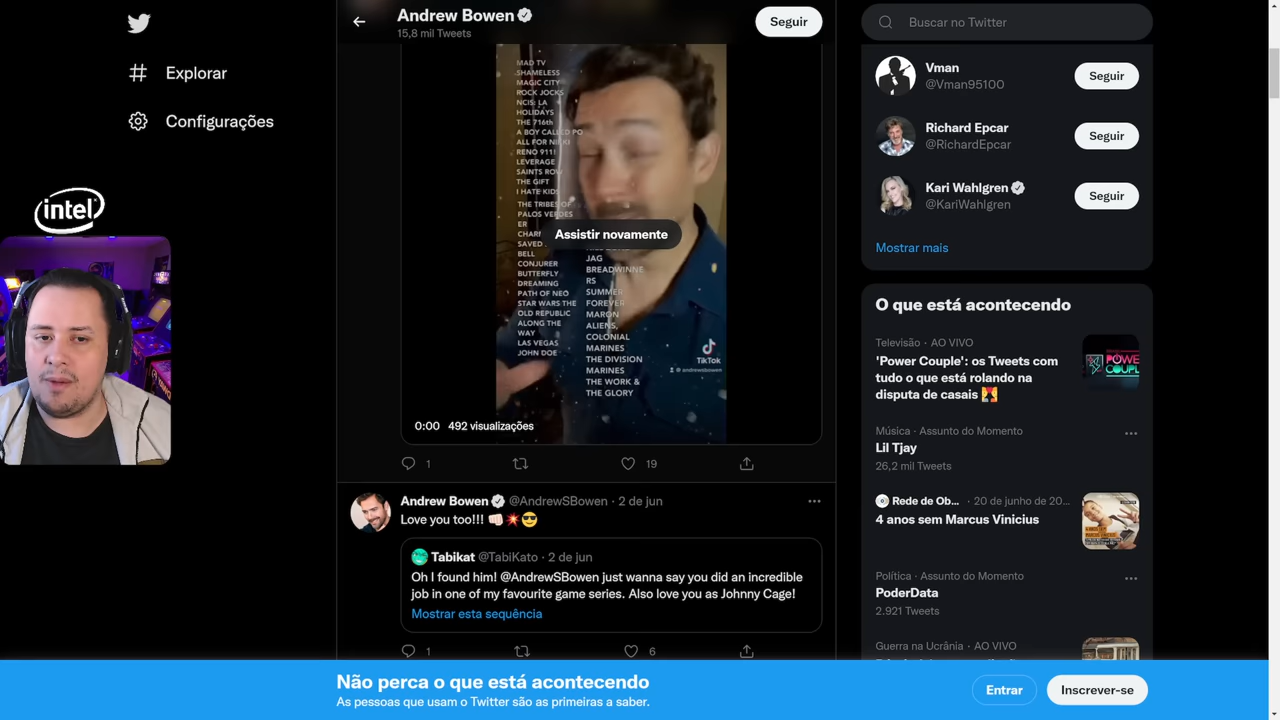 Explorar
Configurações
intel
Andrew Bowen
15,8 mil Tweets
Seguir
MAD TV
SHAMELESS
MAGIC CITY
ROCK JOCKS
NCIS: LA
HOLIDAYS
THE 716th
A BOY CALLED PO
ALL FOR NIKKI
RENO 911!
LEVERAGE
SAINTS ROW
THE GIFT
I HATE KIDS
THE TRIBES OF
PALOS VERDES
ER
SAVED
BELL
CONJURER
BUTTERFLY
DREAMING
PATH OF NEO
STAR WARS THE
OLD REPUBLIC
ALONG THE
WAY
LAS VEGAS
JOHN DOE
Assistir novamente
JAG
BREADWINNE
RS
SUMMER
FOREVER
MARON
ALIENS,
COLONIAL
MARINES
THE DIVISION
MARINES
THE WORK &
THE GLORY
TikTok
0:00 492 visualizações
1 19
Andrew Bowen @AndrewSBowen · 2 de jun
Love you too!!!
Tabikat @TabiKato · 2 de jun
Oh I found him! @AndrewSBowen just wanna say you did an incredible
job in one of my favourite game series. Also love you as Johnny Cage!
Mostrar esta sequência
1 6
Buscar no Twitter
Vman
@Vman95100
Seguir
Richard Epcar
@RichardEpcar
Seguir
Kari Wahlgren
@KariWahlgren
Seguir
Mostrar mais
O que está acontecendo
Televisão · AO VIVO
'Power Couple': os Tweets com
tudo o que está rolando na
disputa de casais
POWER
COUPL
Música · Assunto do Momento
Lil Tjay
26,2 mil Tweets
Rede de Ob... · 20 de junho de 20...
4 anos sem Marcus Vinicius
Política · Assunto do Momento
PoderData
2.921 Tweets
Guerra na Ucrânia · AO VIVO
Não perca o que está acontecendo
As pessoas que usam o Twitter são as primeiras a saber.
Entrar
Inscrever-se